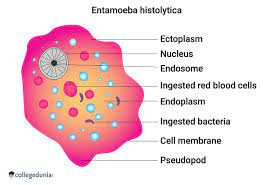 Entamoeba histolytica
Ectoplasm
Nucleus
Endosome
Ingested red blood cells
Endoplasm
Ingested bacteria
Cell membrane
Pseudopod
collegedunia